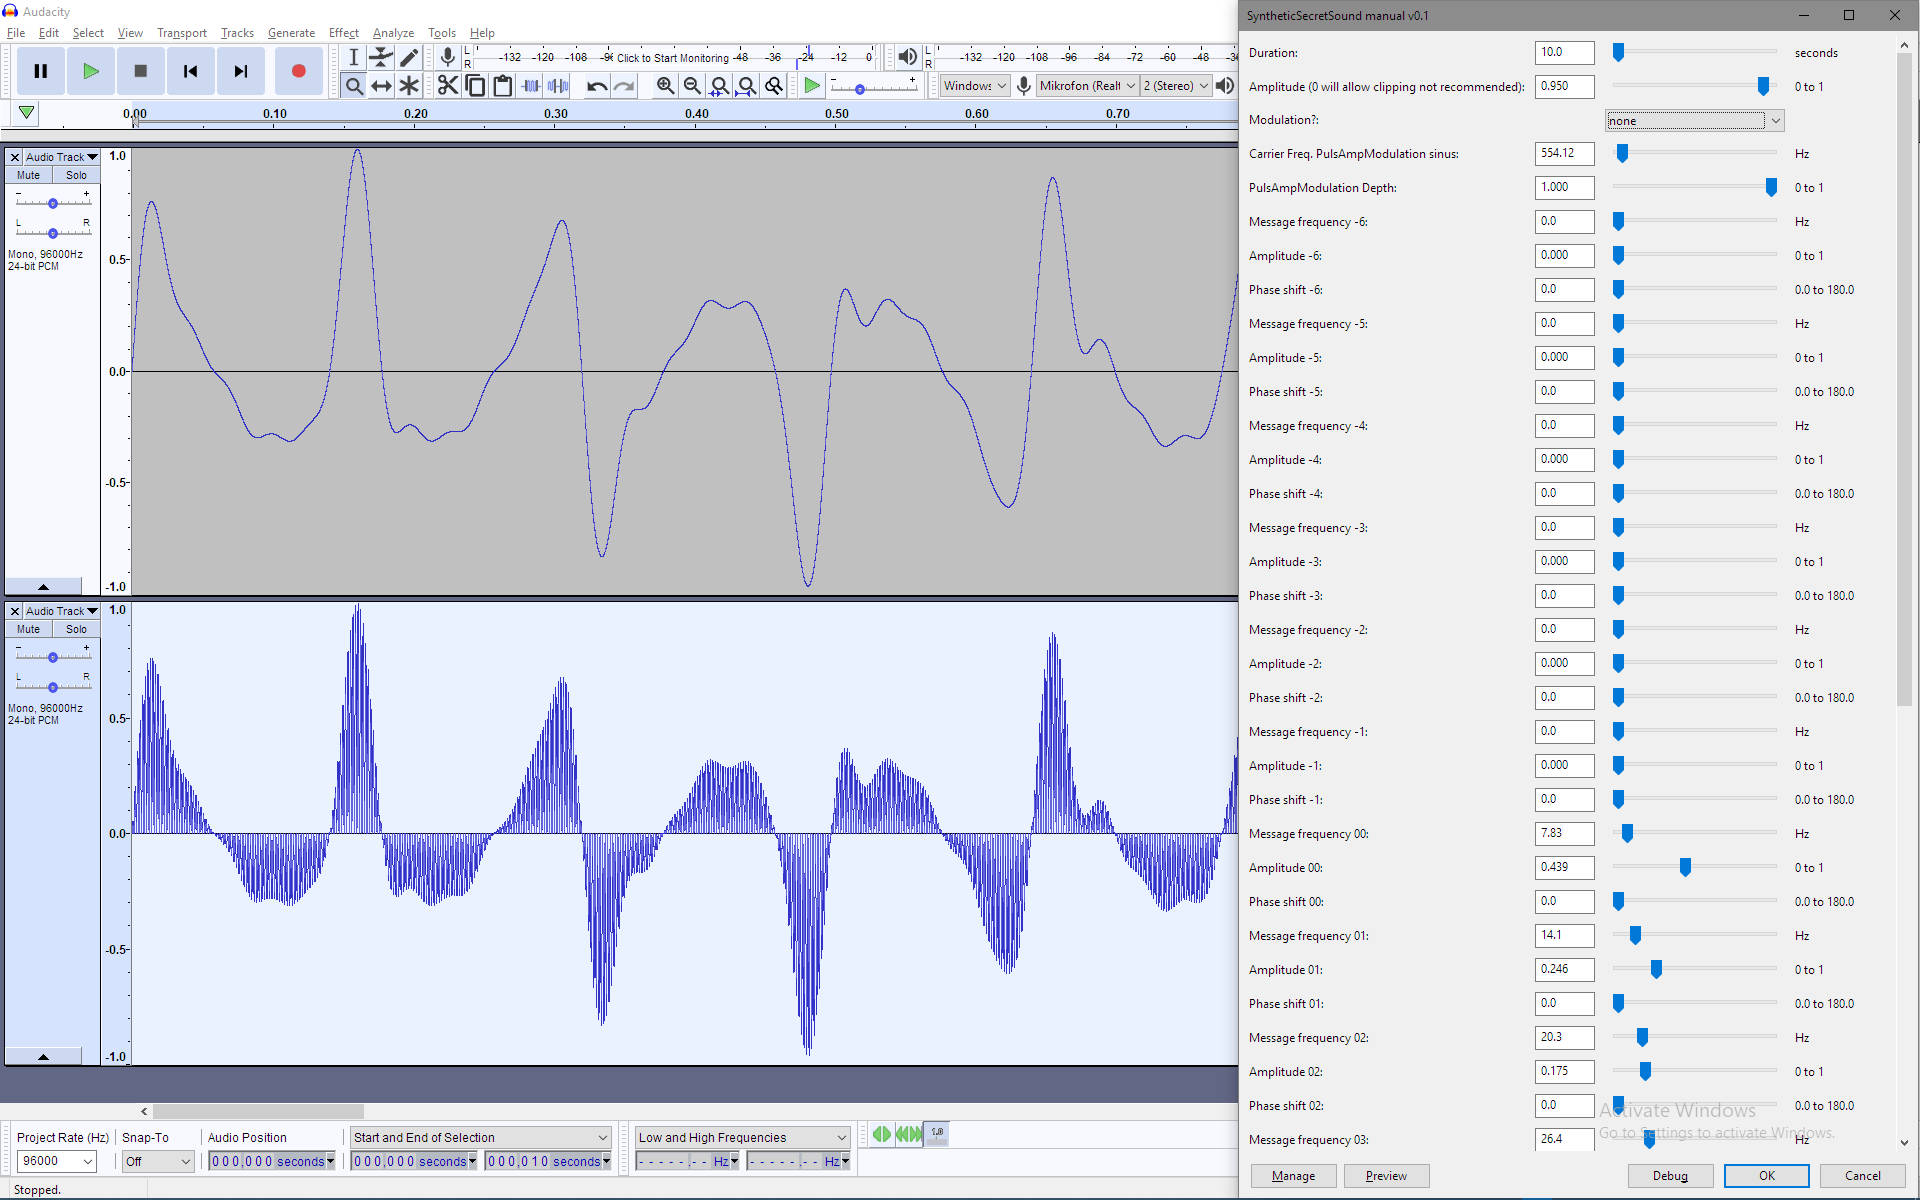 Audacity
File Edit Select View Transport Tracks Generate Effect Analyze Tools Help
L
R
-132 -120 -108 -9 Click to Start Monitoring -48 -36 -24 -12 0
L
R
-132 -120 -108 -96 -84 -72 -60 -48 -3
Windows
Mikrofon (Realt
2 (Stereo)
0.00 0.10 0.20 0.30 0.40 0.50 0.60 0.70
Audio Track
Mute Solo
- +
L R
Mono, 96000Hz
24-bit PCM
1.0
0.5-
0.0-
-0.5-
-1.0
Audio Track
Mute Solo
- +
L R
Mono, 96000Hz
24-bit PCM
1.0
0.5-
0.0-
-0.5-
-1.0
Project Rate (Hz) Snap-To Audio Position Start and End of Selection Low and High Frequencies
96000 Off 000,000 seconds 000,000 seconds 000,010 seconds -----.-- Hz -----.-- Hz
1.0
Stopped.
SyntheticSecretSound manual v0.1
Duration: 10.0 seconds
Amplitude (0 will allow clipping not recommended): 0.950 0 to 1
Modulation?: none
Carrier Freq. PulsAmpModulation sinus: 554.12 Hz
PulsAmpModulation Depth: 1.000 0 to 1
Message frequency -6: 0.0 Hz
Amplitude -6: 0.000 0 to 1
Phase shift -6: 0.0 0.0 to 180.0
Message frequency -5: 0.0 Hz
Amplitude -5: 0.000 0 to 1
Phase shift -5: 0.0 0.0 to 180.0
Message frequency -4: 0.0 Hz
Amplitude -4: 0.000 0 to 1
Phase shift -4: 0.0 0.0 to 180.0
Message frequency -3: 0.0 Hz
Amplitude -3: 0.000 0 to 1
Phase shift -3: 0.0 0.0 to 180.0
Message frequency -2: 0.0 Hz
Amplitude -2: 0.000 0 to 1
Phase shift -2: 0.0 0.0 to 180.0
Message frequency -1: 0.0 Hz
Amplitude -1: 0.000 0 to 1
Phase shift -1: 0.0 0.0 to 180.0
Message frequency 00: 7.83 Hz
Amplitude 00: 0.439 0 to 1
Phase shift 00: 0.0 0.0 to 180.0
Message frequency 01: 14.1 Hz
Amplitude 01: 0.246 0 to 1
Phase shift 01: 0.0 0.0 to 180.0
Message frequency 02: 20.3 Hz
Amplitude 02: 0.175 0 to 1
Phase shift 02: 0.0 0.0 to 180.0
Message frequency 03: 26.4 Hz
Activate Windows
Go to Settings to activate Windows.
Manage Preview Debug OK Cancel